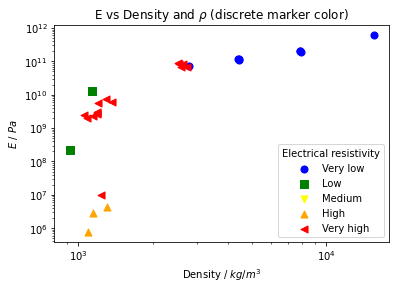 E vs Density and ρ (discrete marker color)
E / Pa
10¹²
10¹¹
10¹⁰
10⁹
10⁸
10⁷
10⁶
Electrical resistivity
Very low
Low
Medium
High
Very high
10³
10⁴
Density / kg/m³